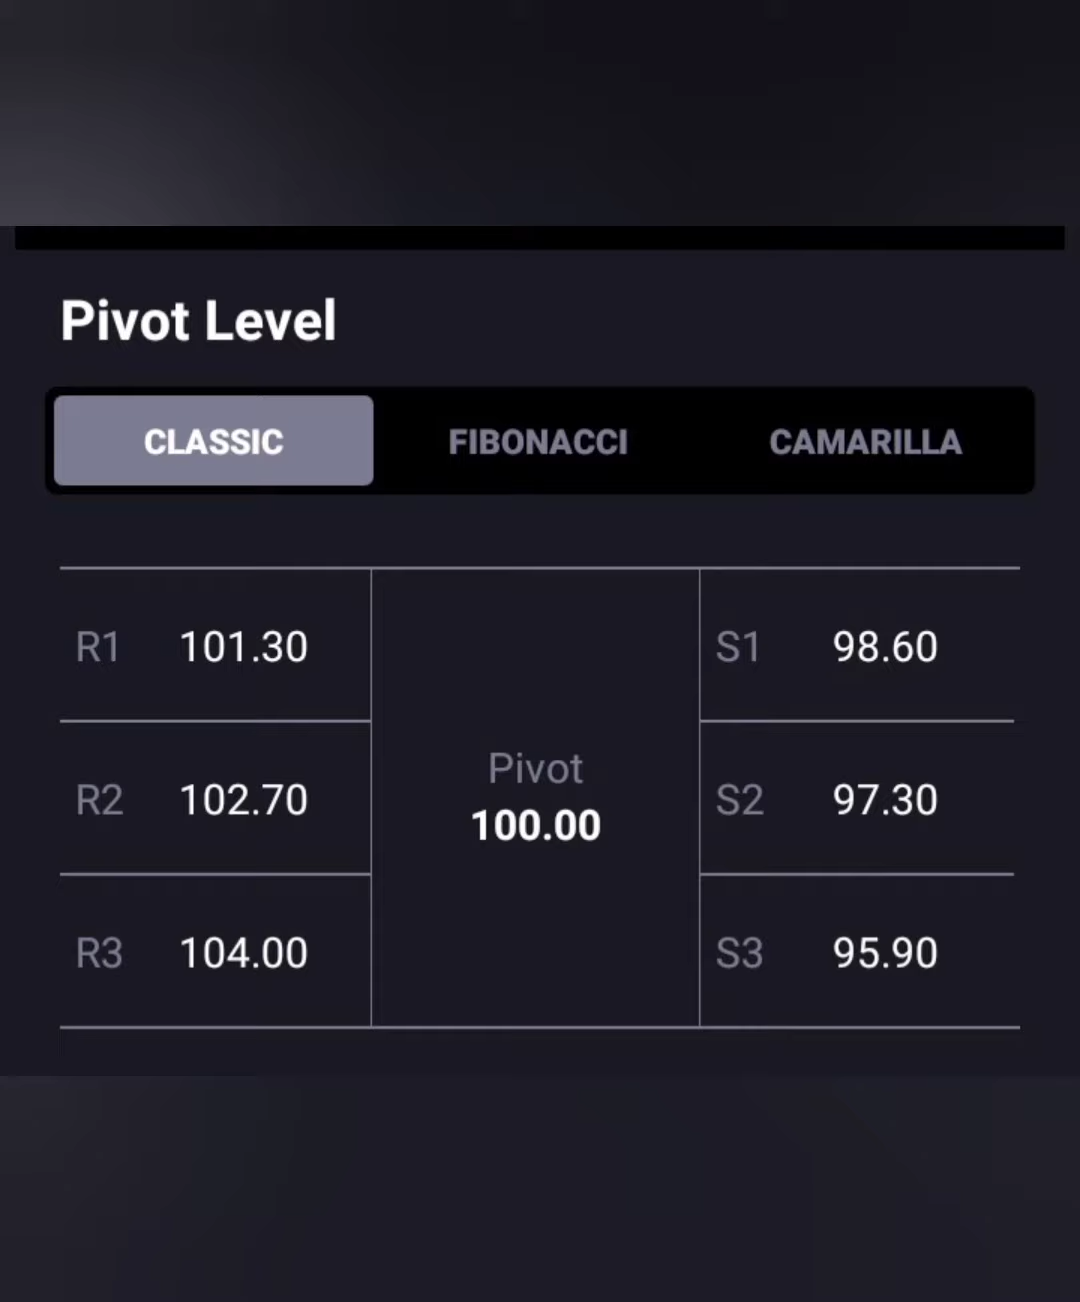 Pivot Level
CLASSIC FIBONACCI CAMARILLA
R1 101.30 S1 98.60
Pivot
R2 102.70 S2 97.30
100.00
R3 104.00 S3 95.90